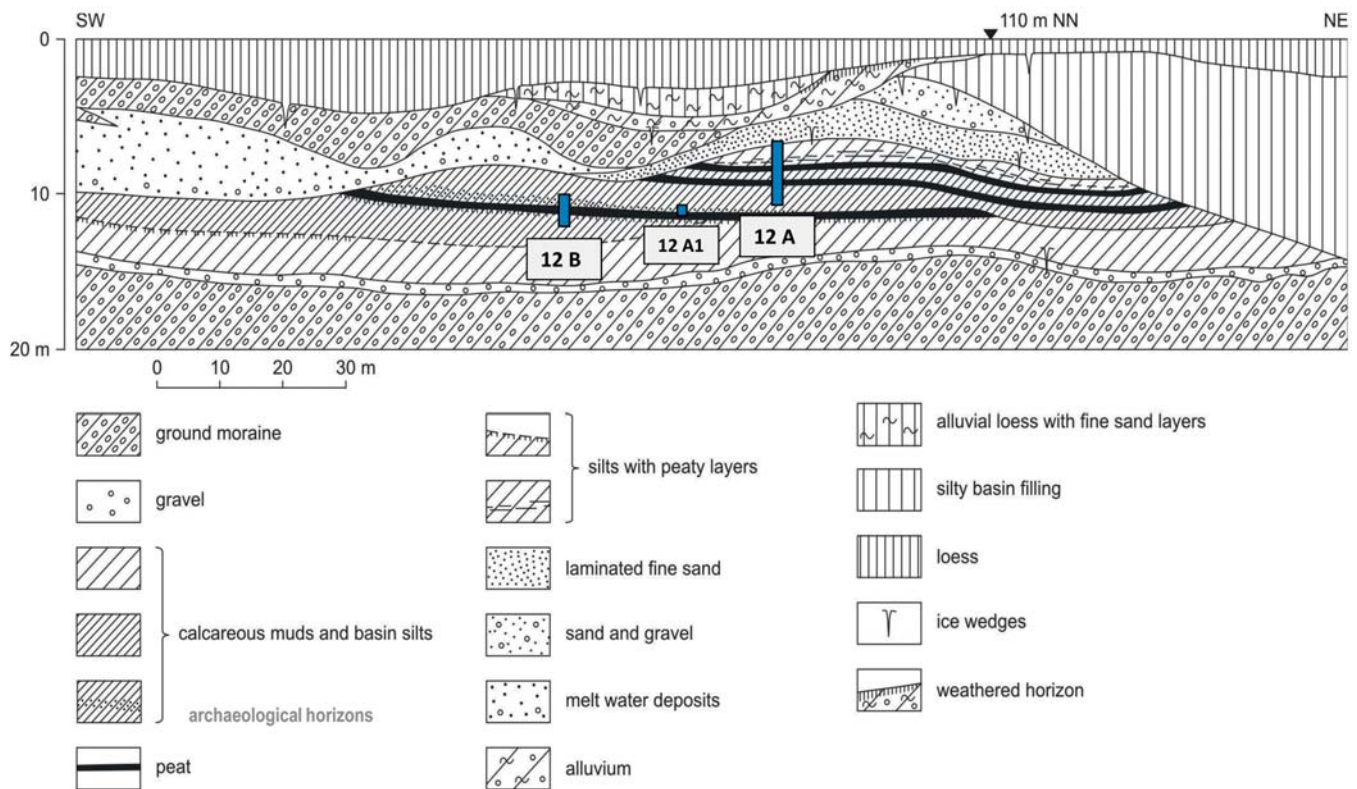 SW
110 m NN
NE
0
10
20 m
12 B
12 A1
12 A
0 10 20 30 m
ground moraine
gravel
calcareous muds and basin silts
archaeological horizons
peat
silts with peaty layers
laminated fine sand
sand and gravel
melt water deposits
alluvium
alluvial loess with fine sand layers
silty basin filling
loess
ice wedges
weathered horizon